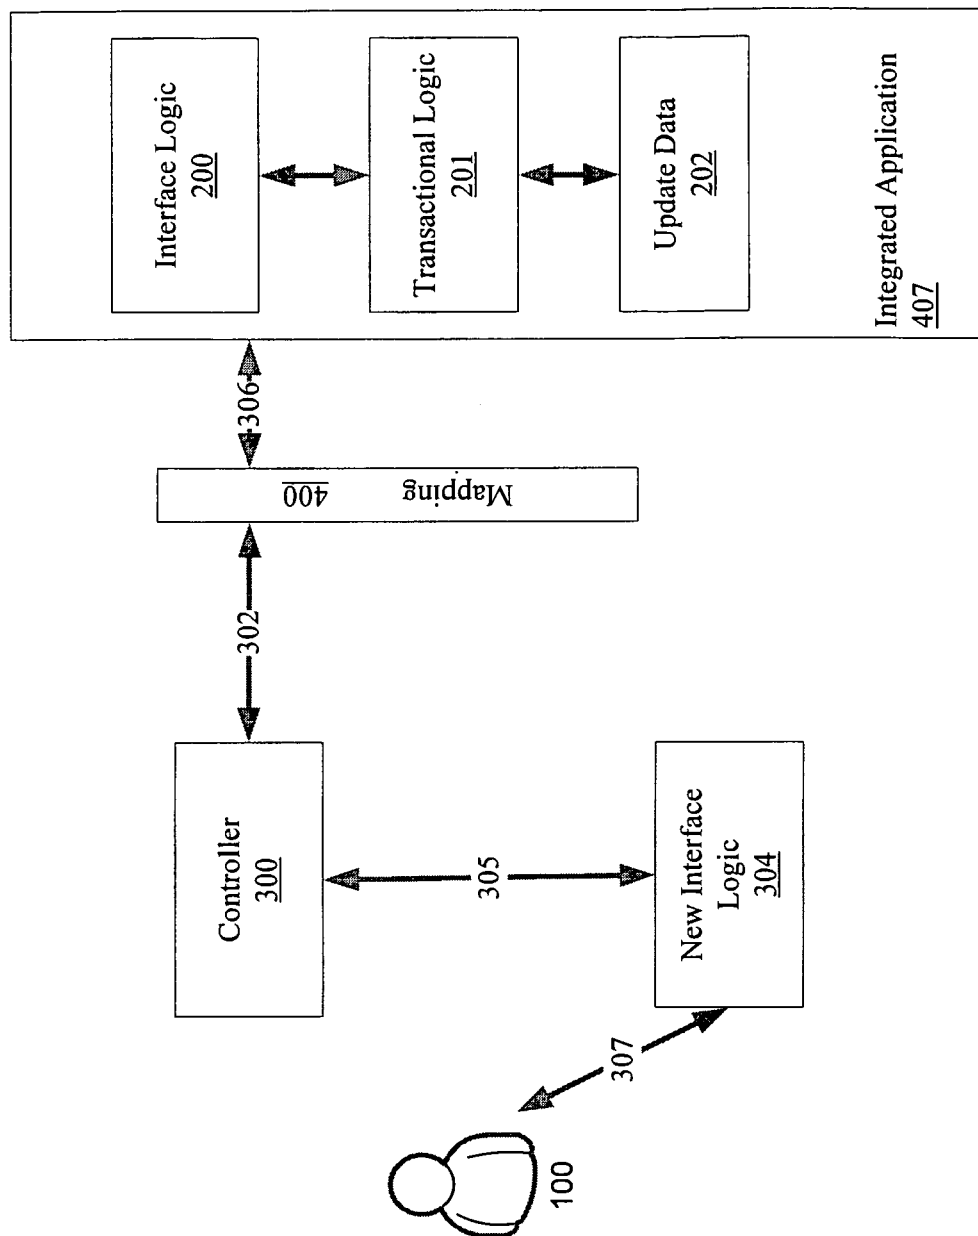 Interface Logic
200
Transactional Logic
201
Update Data
202
Integrated Application
407
306
Mapping 400
302
Controller
300
305
New Interface
Logic
304
307
100